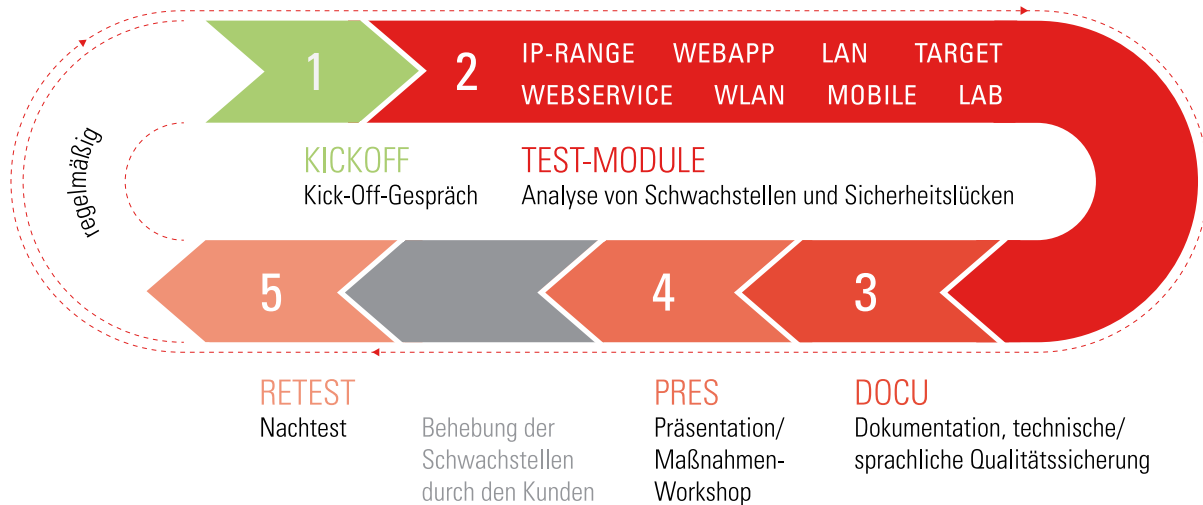 1
2
IP-RANGE WEBAPP LAN TARGET
WEBSERVICE WLAN MOBILE LAB
regelmäßig
KICKOFF
Kick-Off-Gespräch
TEST-MODULE
Analyse von Schwachstellen und Sicherheitslücken
5
4
3
RETEST
Nachtest
Behebung der
Schwachstellen
durch den Kunden
PRES
Präsentation/
Maßnahmen-
Workshop
DOCU
Dokumentation, technische/
sprachliche Qualitätssicherung